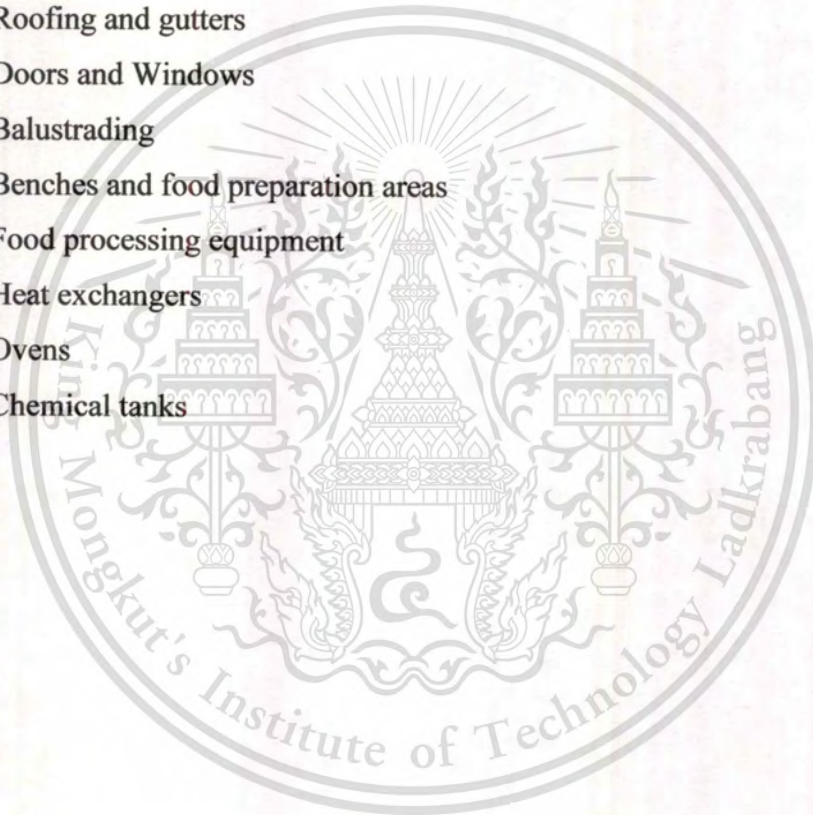 Roofing and gutters
Doors and Windows
Balustrading
Benches and food preparation areas
Food processing equipment
Heat exchangers
Ovens
Chemical tanks
King Mongkut's Institute of Technology Ladkrabang